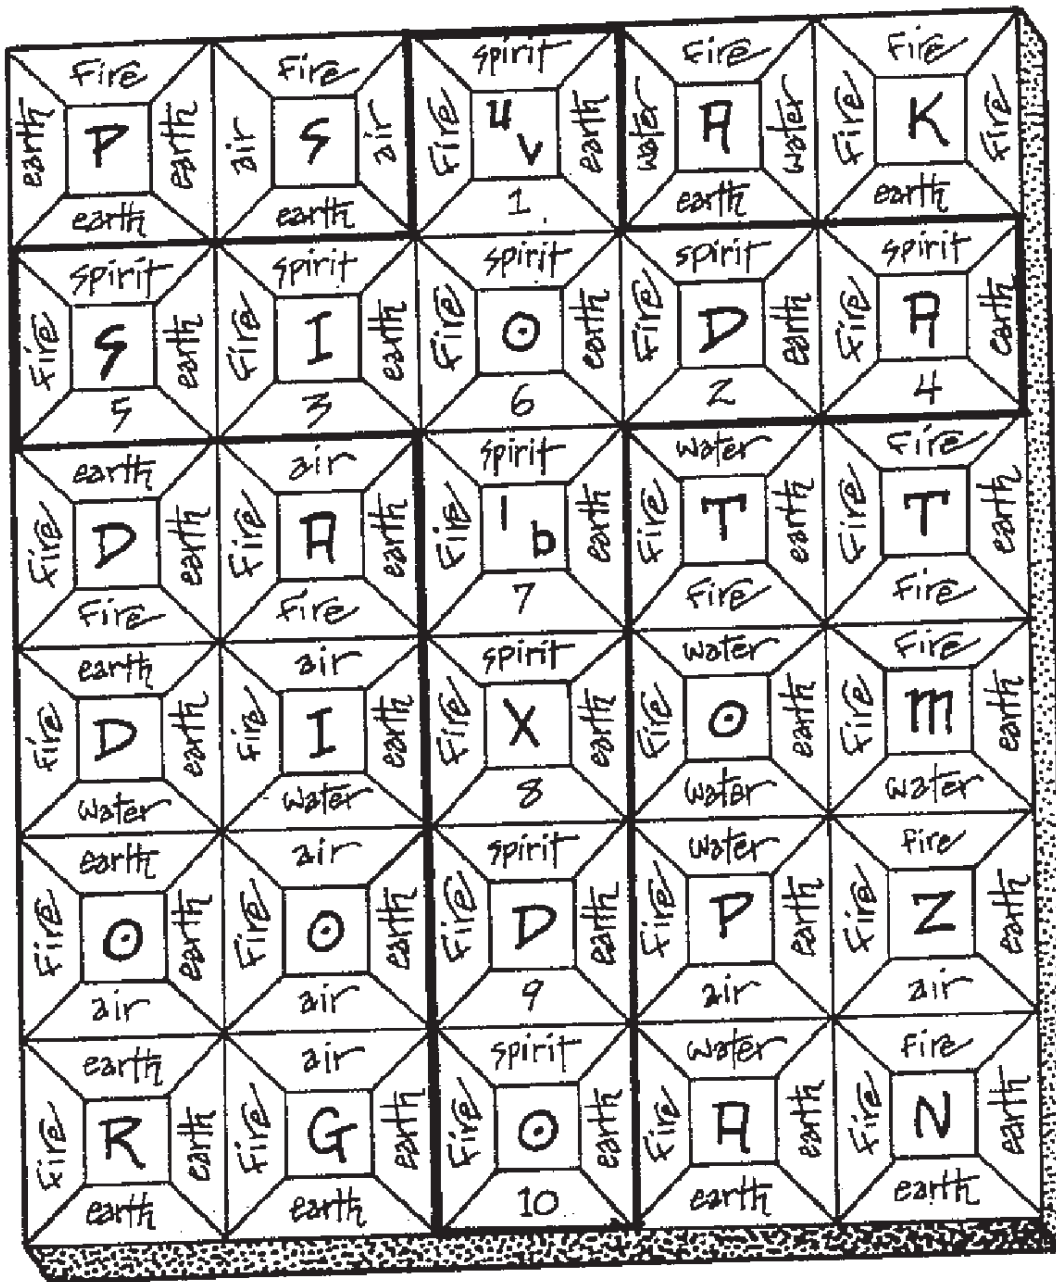 Fire Fire spirit Fire Fire
earth P earth air S air Fire u v earth water A water Fire K Fire
earth earth 1. earth earth
spirit spirit spirit spirit spirit
Fire S earth Fire I earth Fire O earth Fire D earth Fire A earth
5 3 6 2 4
earth air spirit water Fire
Fire D earth Fire A earth Fire l b earth Fire T earth Fire T earth
Fire Fire 7 Fire Fire
earth air spirit water Fire
Fire D earth Fire I earth Fire X earth Fire O earth Fire m earth
water water 8 water water
earth air spirit water fire
Fire O earth Fire O earth Fire D earth Fire P earth Fire Z earth
air air 9 air air
earth air spirit water Fire
Fire R earth Fire G earth Fire O earth Fire A earth Fire N earth
earth earth 10 earth earth